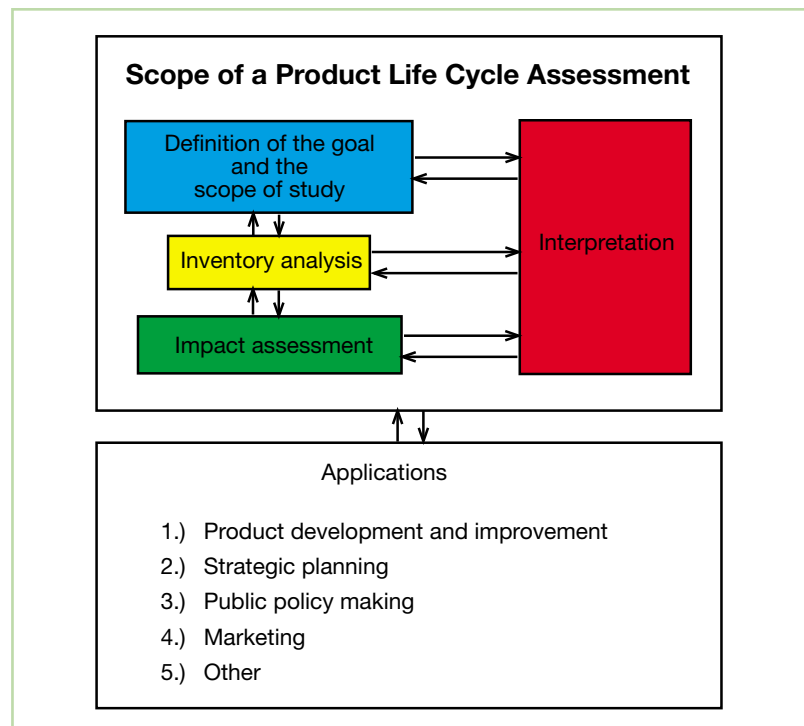 Scope of a Product Life Cycle Assessment
Definition of the goal
and the
scope of study
Interpretation
Inventory analysis
Impact assessment
Applications
1.) Product development and improvement
2.) Strategic planning
3.) Public policy making
4.) Marketing
5.) Other